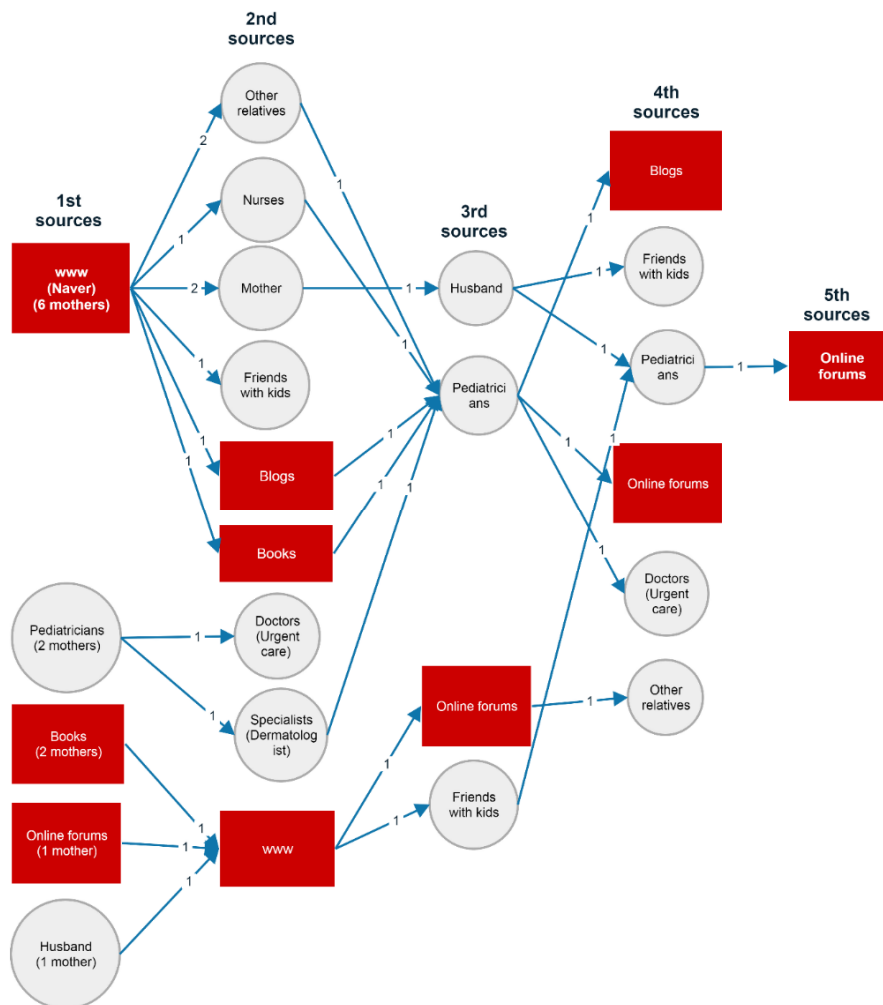 2nd
sources
Other
relatives
2
1
4th
sources
Blogs
1st
sources
Nurses
1
1
3rd
sources
www
(Naver)
(6 mothers)
2
Mother
1
Husband
1
Friends
with kids
5th
sources
1
Friends
with kids
1
1
Pediatrici
ans
1
Online
forums
Pediatrici
ans
1
1
1
1
Blogs
1
1
1
Online forums
Books
1
1
Doctors
(Urgent
care)
Pediatricians
(2 mothers)
1
Doctors
(Urgent
care)
1
Specialists
(Dermatolog
ist)
Online forums
1
Other
relatives
Books
(2 mothers)
1
Friends
with kids
1
1
Online forums
(1 mother)
1
www
1
Husband
(1 mother)